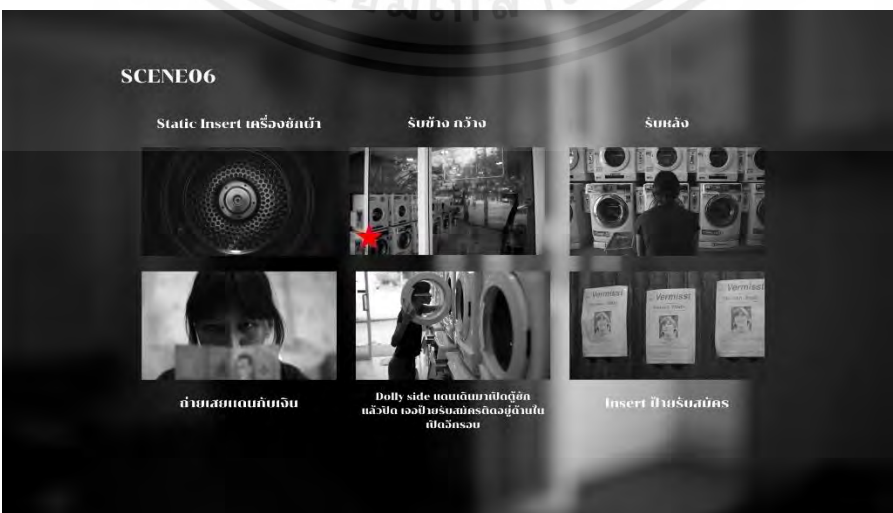 SCENE06
Static Insert เครื่องซักผ้า
รับข้าง กว้าง
รับหลัง
Vermisst
Vermisst
Vermisst
ถ่ายเสยแดนกับเงิน
Dolly side แดนเดินมาเปิดตู้ซัก
แล้วปิด เจอป้ายรับสมัครติดอยู่ด้านใน
เปิดอีกรอบ
Insert ป้ายรับสมัคร